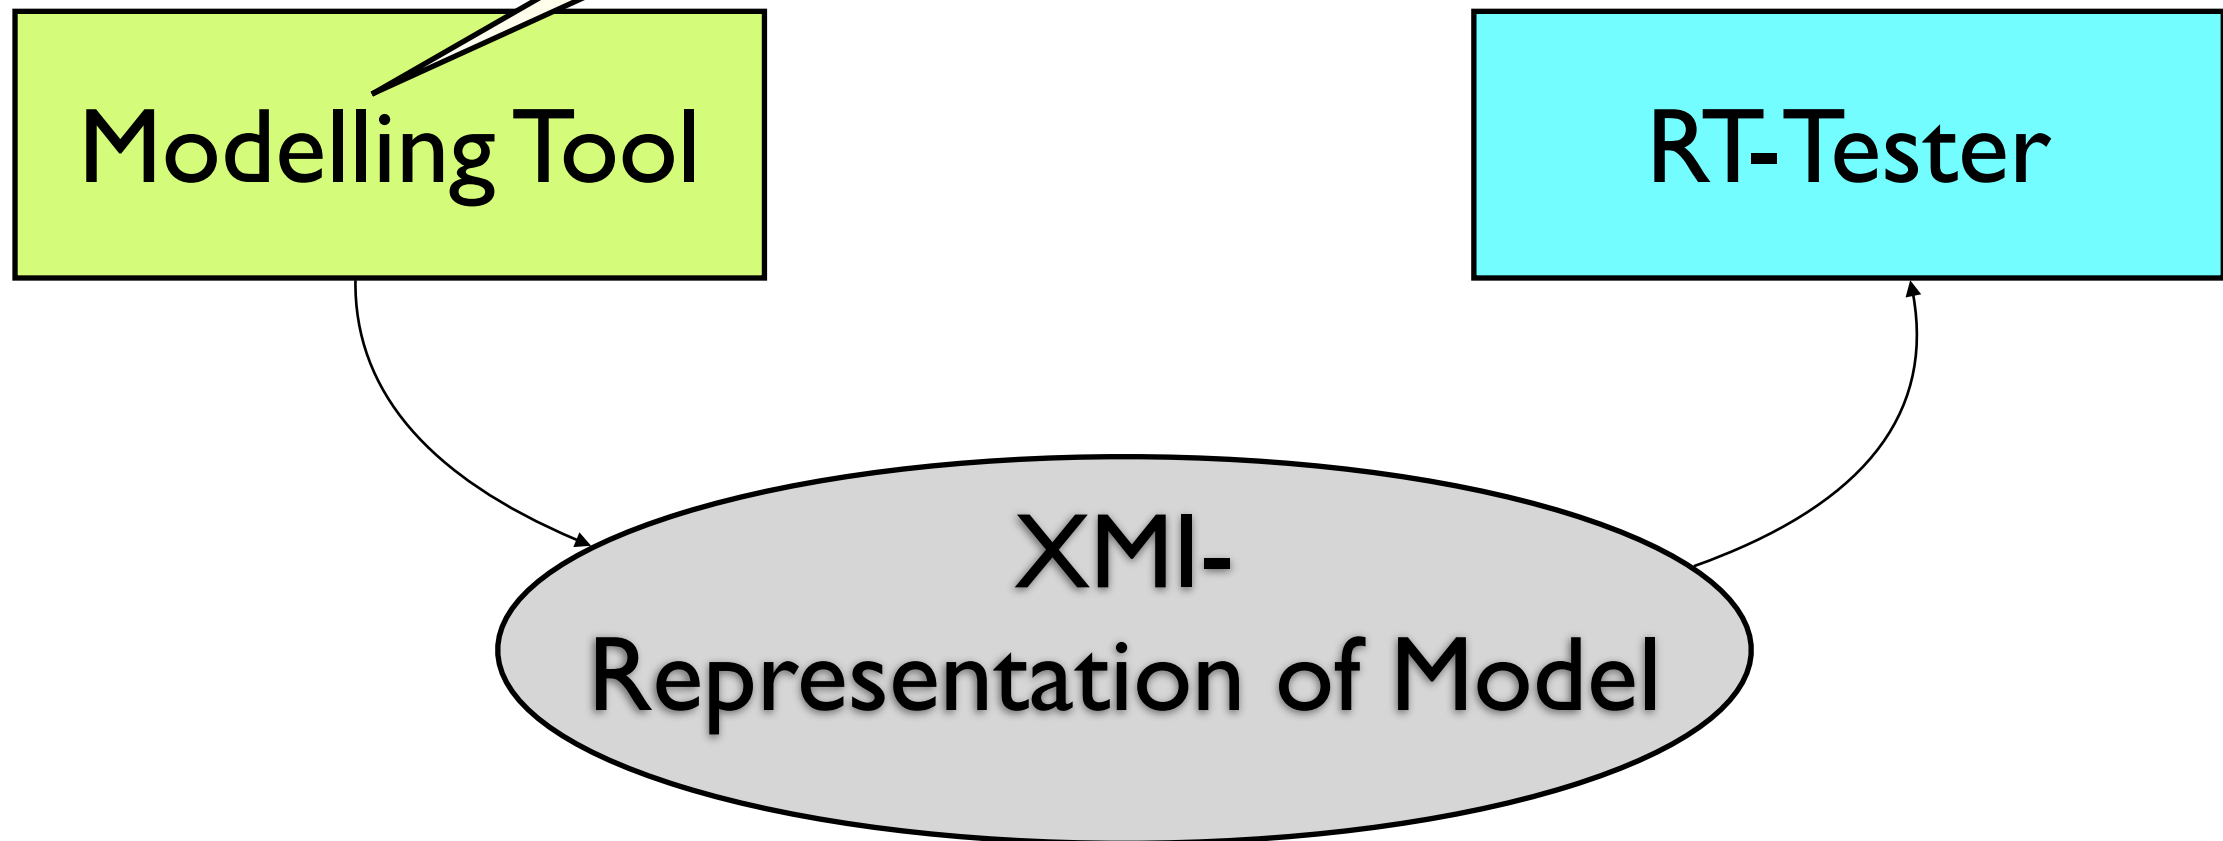 Modelling Tool
RT-Tester
XMI-
Representation of Model